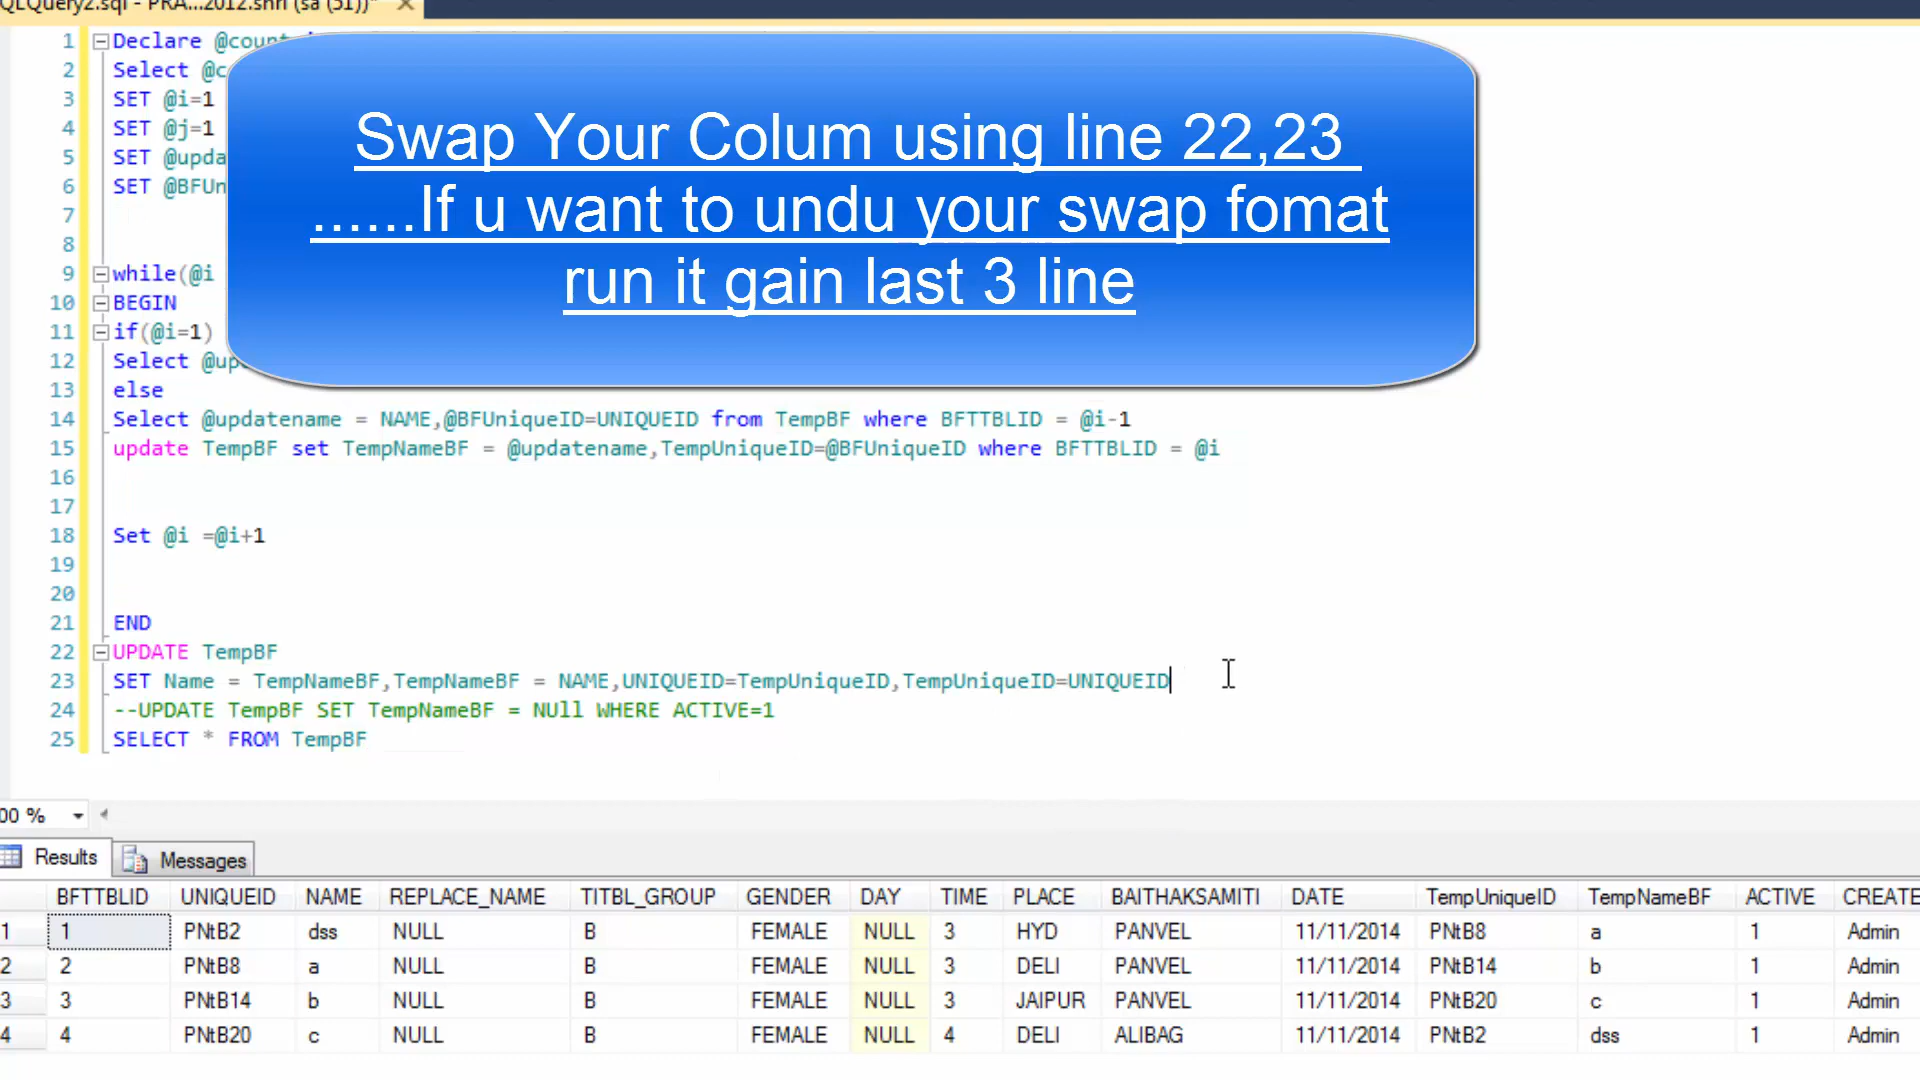 QLQuery2.sql - PRA...2012.shri (sa (51))*
1 Declare
2 Select
3 SET @i=1
4 SET @j=1
5 SET
6 SET
7
8
9 while(@i
10 BEGIN
11 if(@i=1)
12 Select
13 else
14 Select @updatename = NAME,@BFUniqueID=UNIQUEID from TempBF where BFTTBLID = @i-1
15 update TempBF set TempNameBF = @updatename,TempUniqueID=@BFUniqueID where BFTTBLID = @i
16
17
18 Set @i =@i+1
19
20
21 END
22 UPDATE TempBF
23 SET Name = TempNameBF,TempNameBF = NAME,UNIQUEID=TempUniqueID,TempUniqueID=UNIQUEID
24 --UPDATE TempBF SET TempNameBF = NUll WHERE ACTIVE=1
25 SELECT * FROM TempBF
Swap Your Colum using line 22,23
......If u want to undu your swap fomat
run it gain last 3 line
00 %
Results Messages
BFTTBLID UNIQUEID NAME REPLACE_NAME TITBL_GROUP GENDER DAY TIME PLACE BAITHAKSAMITI DATE TempUniqueID TempNameBF ACTIVE CREATE
1 1 PNtB2 dss NULL B FEMALE NULL 3 HYD PANVEL 11/11/2014 PNtB8 a 1 Admin
2 2 PNtB8 a NULL B FEMALE NULL 3 DELI PANVEL 11/11/2014 PNtB14 b 1 Admin
3 3 PNtB14 b NULL B FEMALE NULL 3 JAIPUR PANVEL 11/11/2014 PNtB20 c 1 Admin
4 4 PNtB20 c NULL B FEMALE NULL 4 DELI ALIBAG 11/11/2014 PNtB2 dss 1 Admin